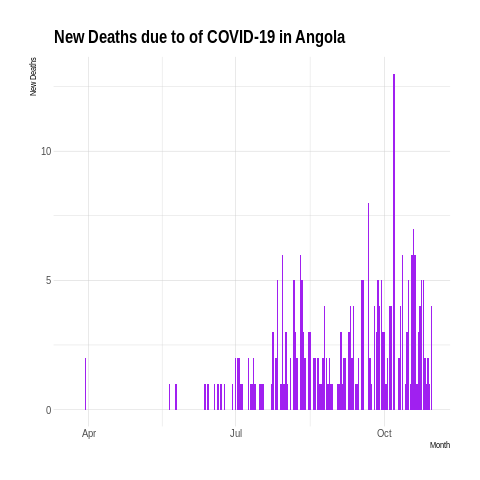 New Deaths due to of COVID-19 in Angola
New Deaths
10
5
0
Apr
Jul
Oct
Month